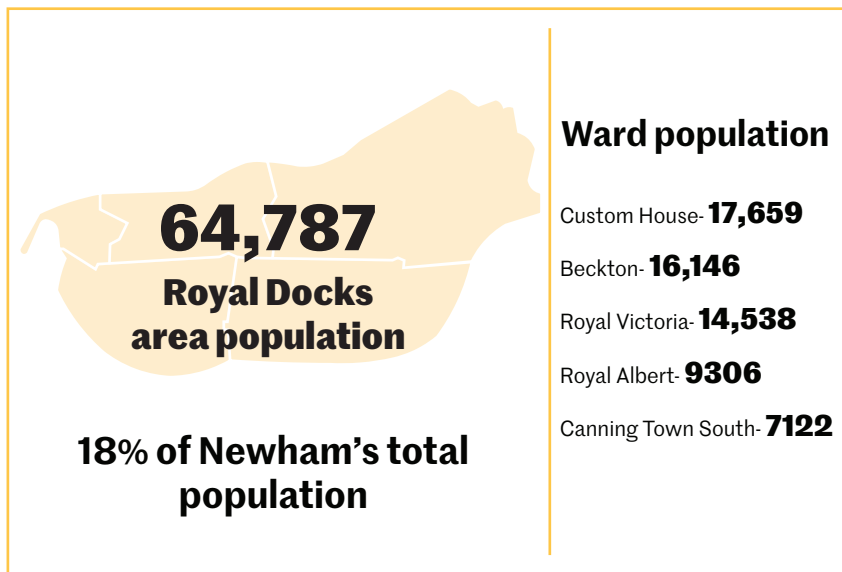 64,787
Royal Docks
area population
18% of Newham’s total
population
Ward population
Custom House- 17,659
Beckton- 16,146
Royal Victoria- 14,538
Royal Albert- 9306
Canning Town South- 7122